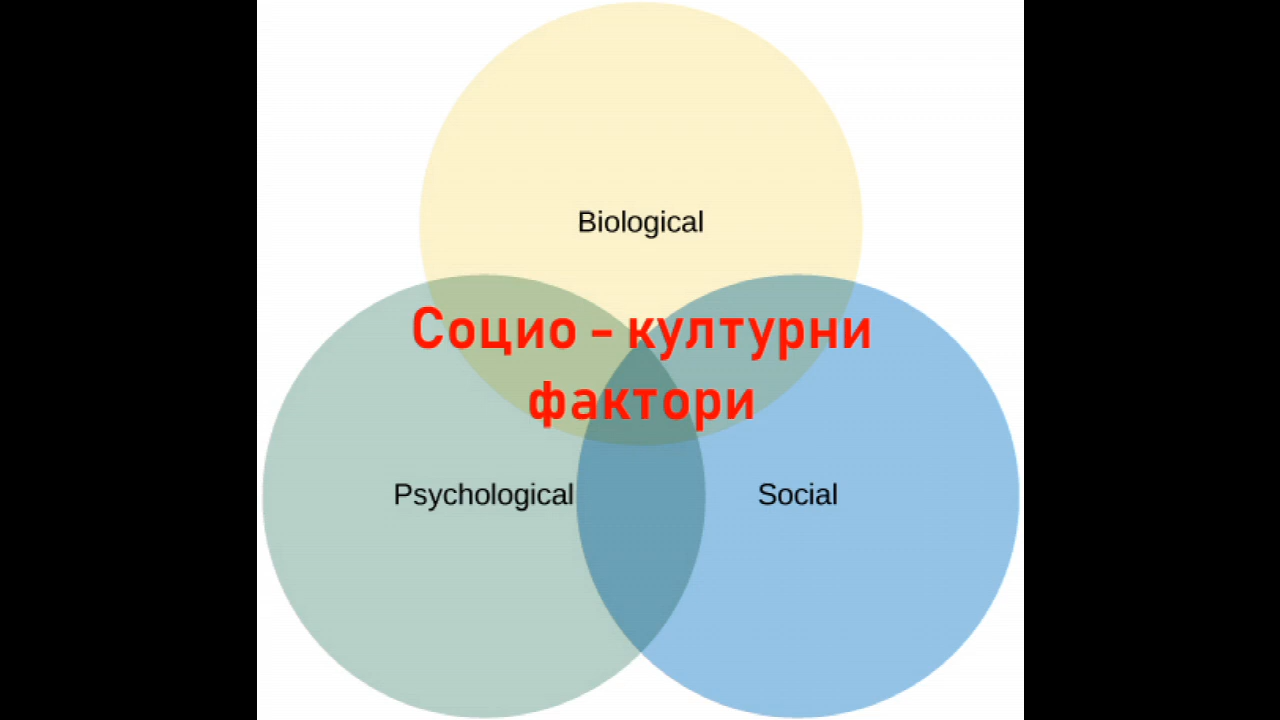 Biological
Социо - културни
фактори
Psychological
Social